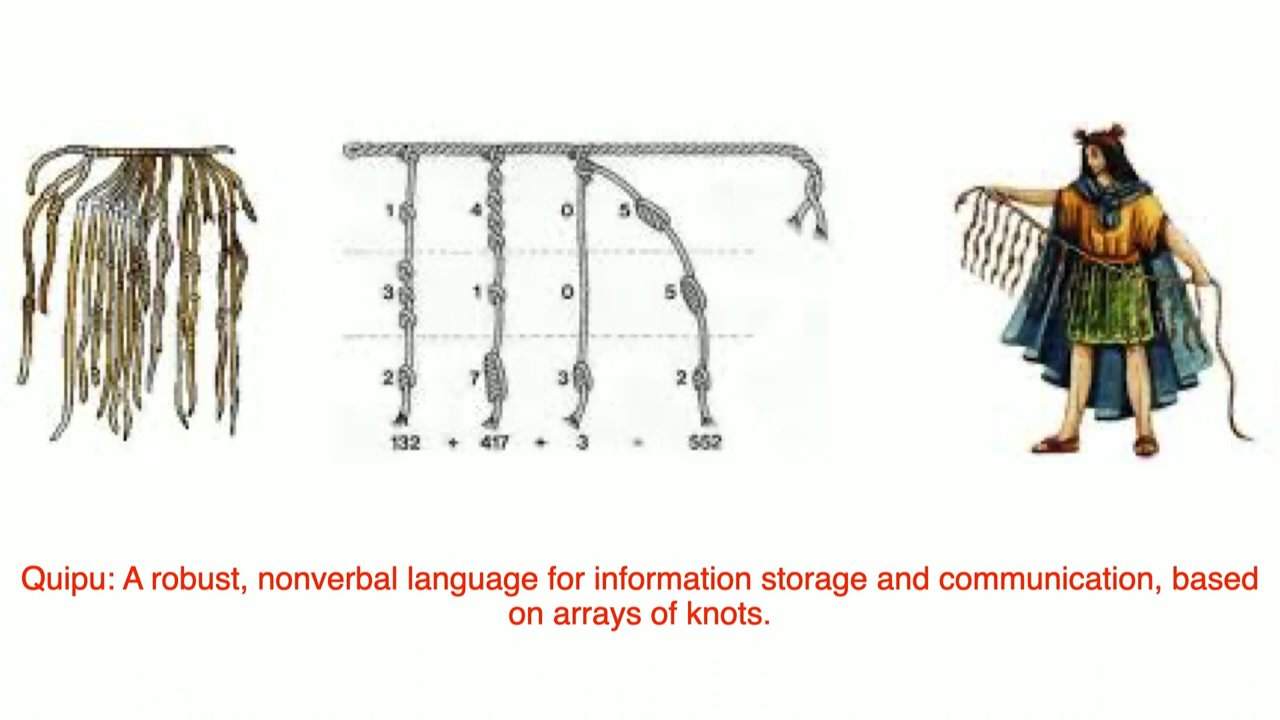 1 4 0 5
3 1 0 5
2 7 3 2
132 + 417 + 3 = 552
Quipu: A robust, nonverbal language for information storage and communication, based
on arrays of knots.